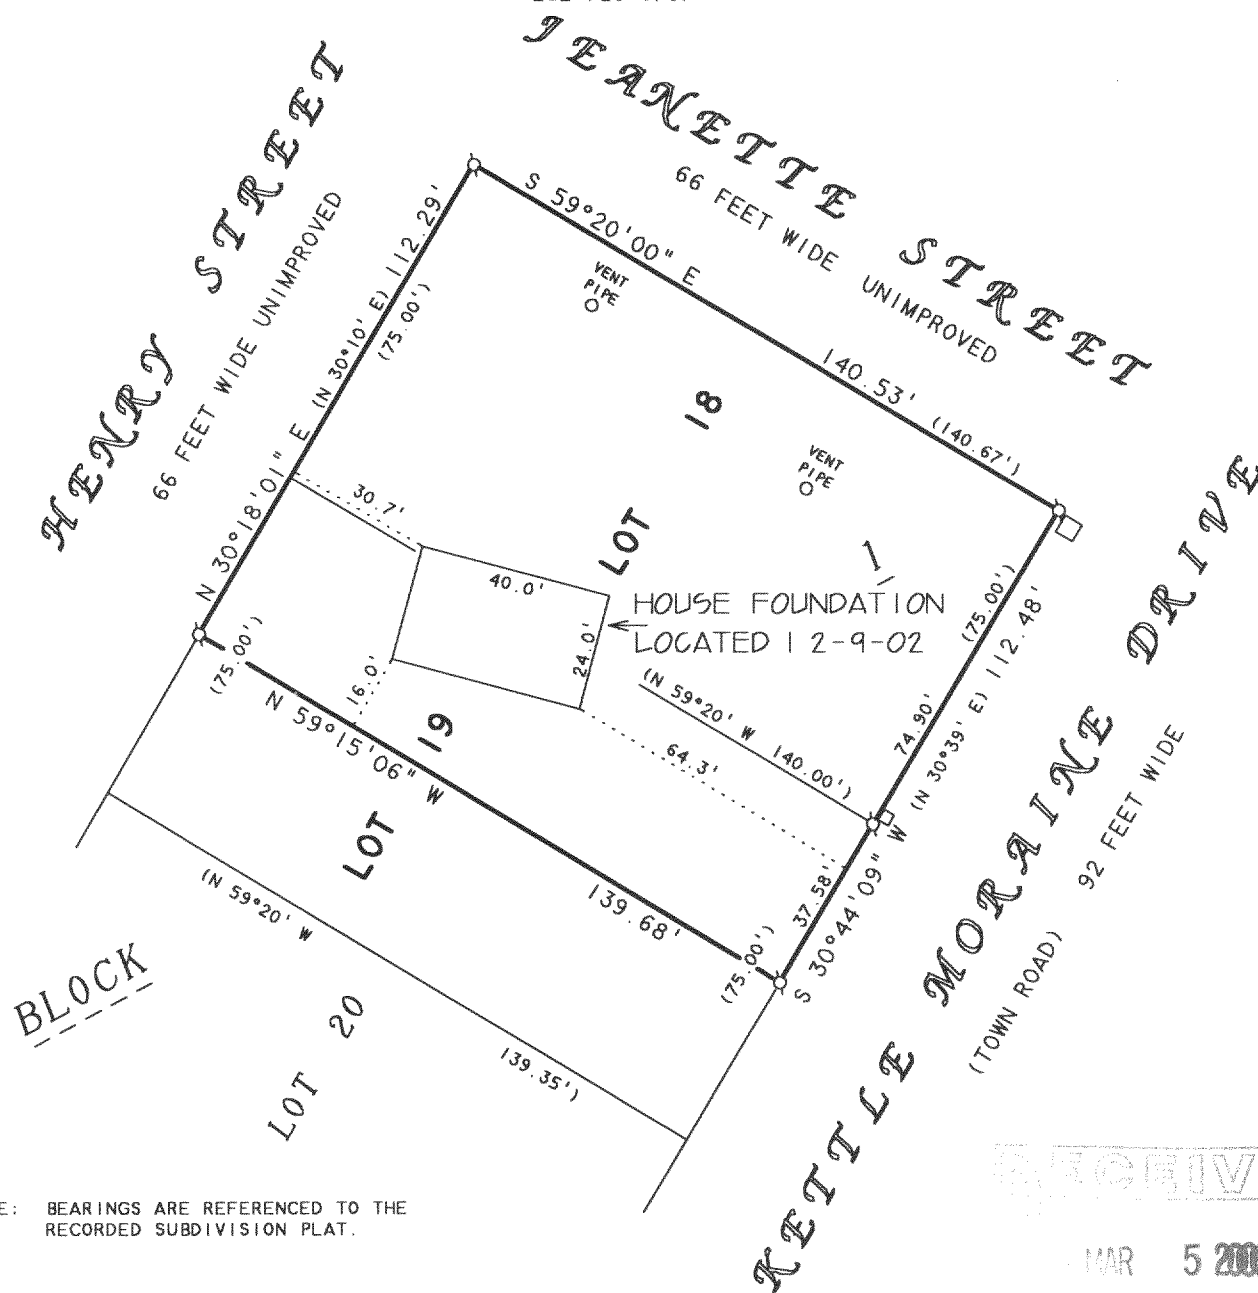 JEANETTE STREET
66 FEET WIDE UNIMPROVED
HENRY STREET
66 FEET WIDE UNIMPROVED
S 59°20'00" E
140.53'
(140.67')
N 30°18'01" E (N 30°10' E) 112.29'
(75.00')
VENT
PIPE
18
VENT
PIPE
LOT
1
30.7'
40.0'
HOUSE FOUNDATION
LOCATED 12-9-02
24.0'
16.0'
(75.00')
N 59°15'06" W
139.68'
19
LOT
64.3'
(N 59°20' W 140.00')
(75.00')
74.90'
(N 30°39' E) 112.48'
37.58'
S 30°44'09" W
(75.00')
KETTLE MORAINE DRIVE
92 FEET WIDE
(TOWN ROAD)
(N 59°20' W
139.35')
BLOCK
LOT 20
E: BEARINGS ARE REFERENCED TO THE
RECORDED SUBDIVISION PLAT.
RECEIV
MAR 5